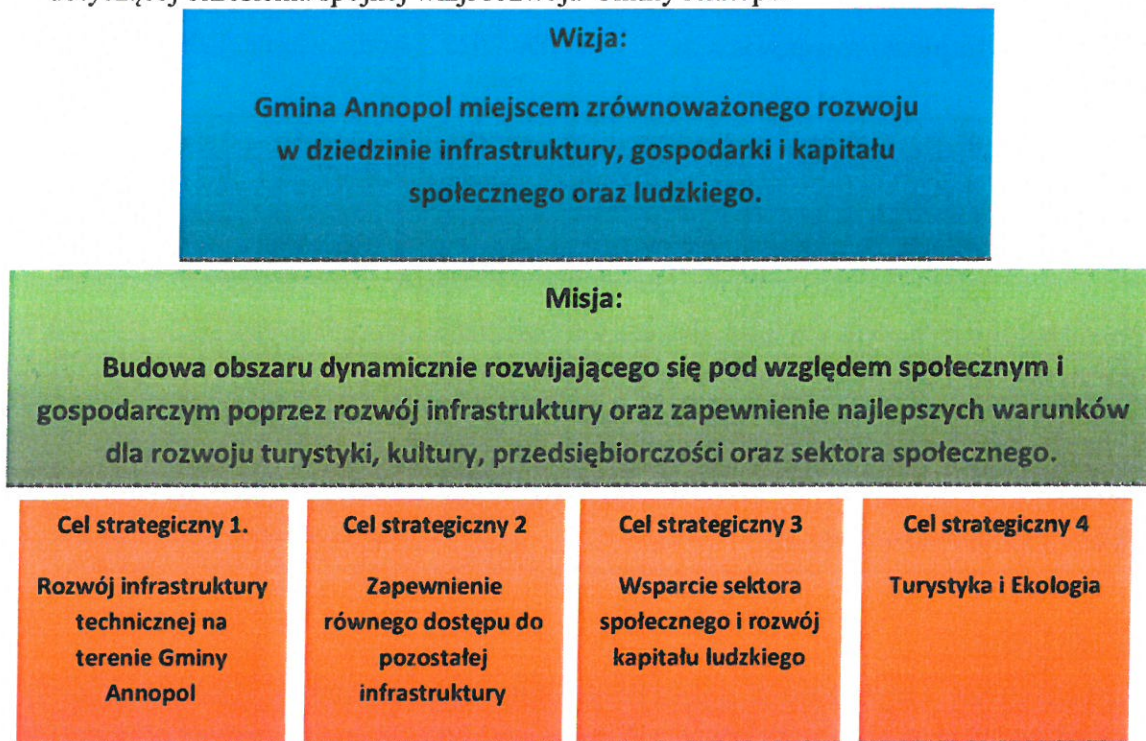 Wizja:
Gmina Annopol miejscem zrównoważonego rozwoju
w dziedzinie infrastruktury, gospodarki i kapitału
społecznego oraz ludzkiego.
Misja:
Budowa obszaru dynamicznie rozwijającego się pod względem społecznym i
gospodarczym poprzez rozwój infrastruktury oraz zapewnienie najlepszych warunków
dla rozwoju turystyki, kultury, przedsiębiorczości oraz sektora społecznego.
Cel strategiczny 1.
Rozwój infrastruktury
technicznej na
terenie Gminy
Annopol
Cel strategiczny 2
Zapewnienie
równego dostępu do
pozostałej
infrastruktury
Cel strategiczny 3
Wsparcie sektora
społecznego i rozwój
kapitału ludzkiego
Cel strategiczny 4
Turystyka i Ekologia